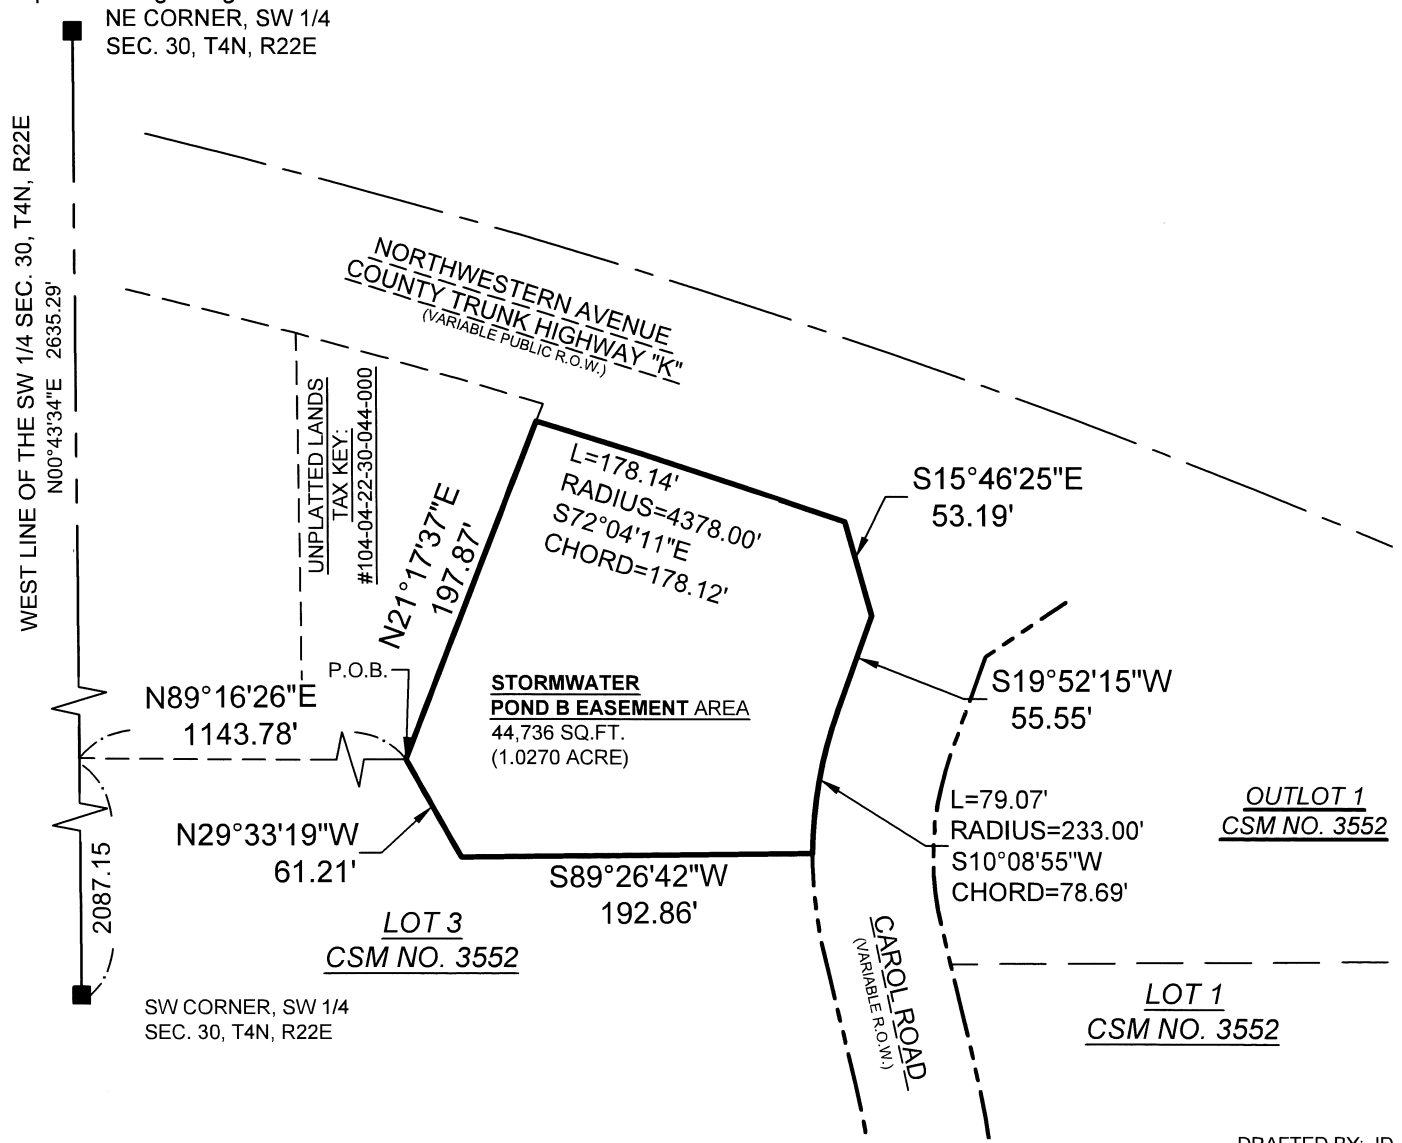 NE CORNER, SW 1/4
SEC. 30, T4N, R22E
WEST LINE OF THE SW 1/4 SEC. 30, T4N, R22E
N00°43'34"E 2635.29'
NORTHWESTERN AVENUE
COUNTY TRUNK HIGHWAY "K"
(VARIABLE PUBLIC R.O.W.)
UNPLATTED LANDS
TAX KEY:
#104-04-22-30-044-000
L=178.14'
RADIUS=4378.00'
S72°04'11"E
CHORD=178.12'
S15°46'25"E
53.19'
N21°17'37"E
197.87'
P.O.B.
N89°16'26"E
1143.78'
STORMWATER
POND B EASEMENT AREA
44,736 SQ.FT.
(1.0270 ACRE)
S19°52'15"W
55.55'
L=79.07'
RADIUS=233.00'
S10°08'55"W
CHORD=78.69'
OUTLOT 1
CSM NO. 3552
N29°33'19"W
61.21'
S89°26'42"W
192.86'
2087.15
LOT 3
CSM NO. 3552
CAROL ROAD
(VARIABLE R.O.W.)
SW CORNER, SW 1/4
SEC. 30, T4N, R22E
LOT 1
CSM NO. 3552
DRAFTED BY: JD